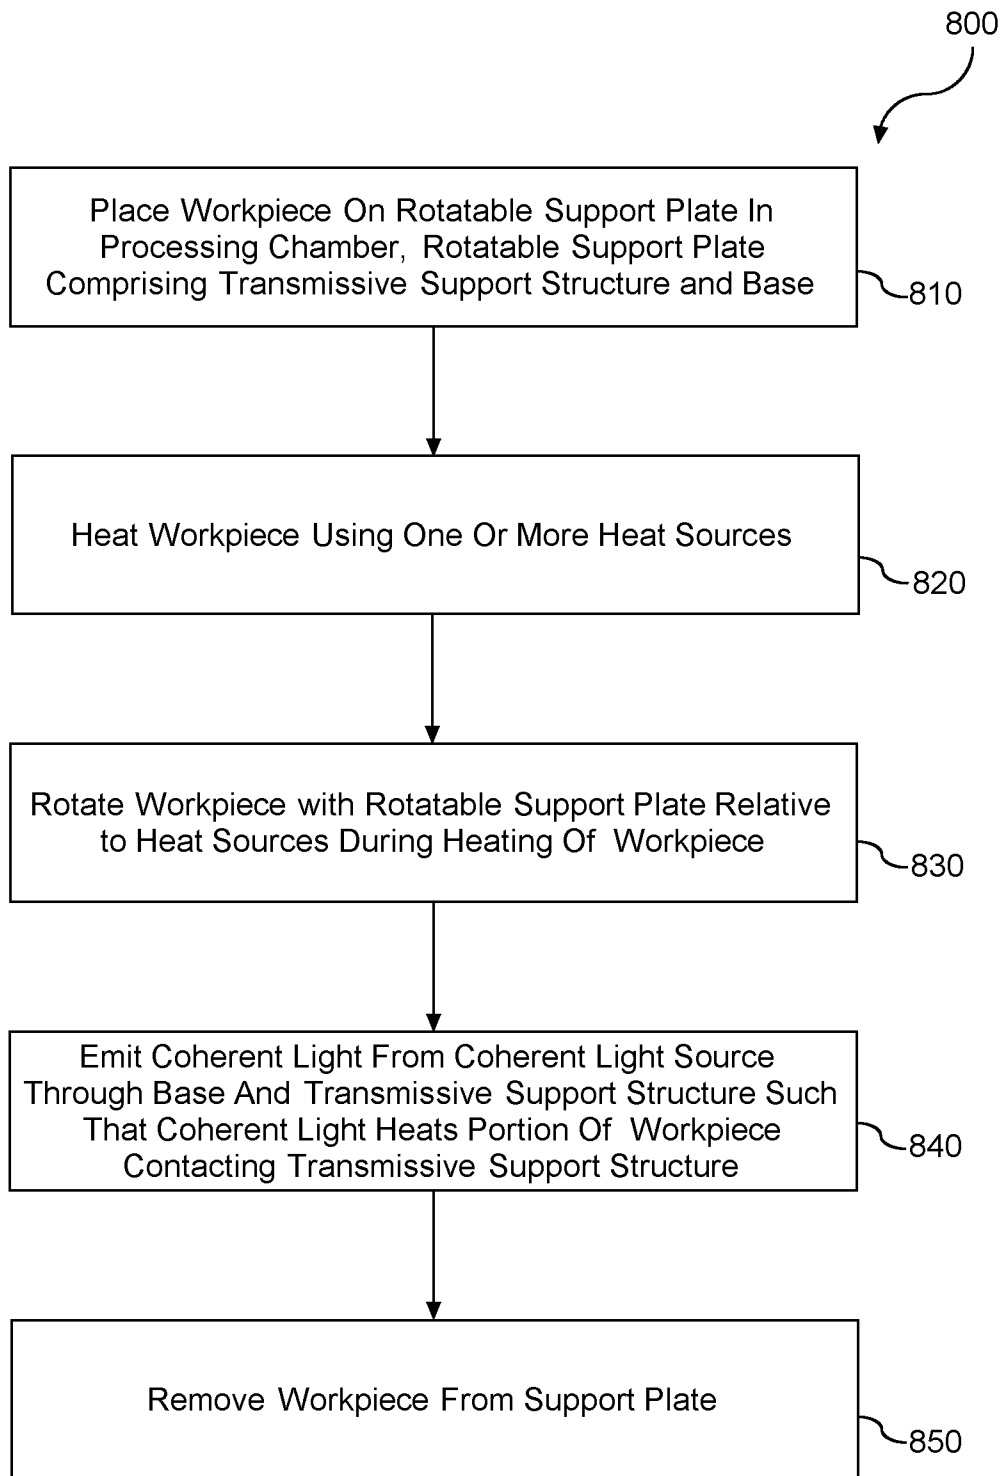 800
Place Workpiece On Rotatable Support Plate In
Processing Chamber, Rotatable Support Plate
Comprising Transmissive Support Structure and Base
810
Heat Workpiece Using One Or More Heat Sources
820
Rotate Workpiece with Rotatable Support Plate Relative
to Heat Sources During Heating Of Workpiece
830
Emit Coherent Light From Coherent Light Source
Through Base And Transmissive Support Structure Such
That Coherent Light Heats Portion Of Workpiece
Contacting Transmissive Support Structure
840
Remove Workpiece From Support Plate
850